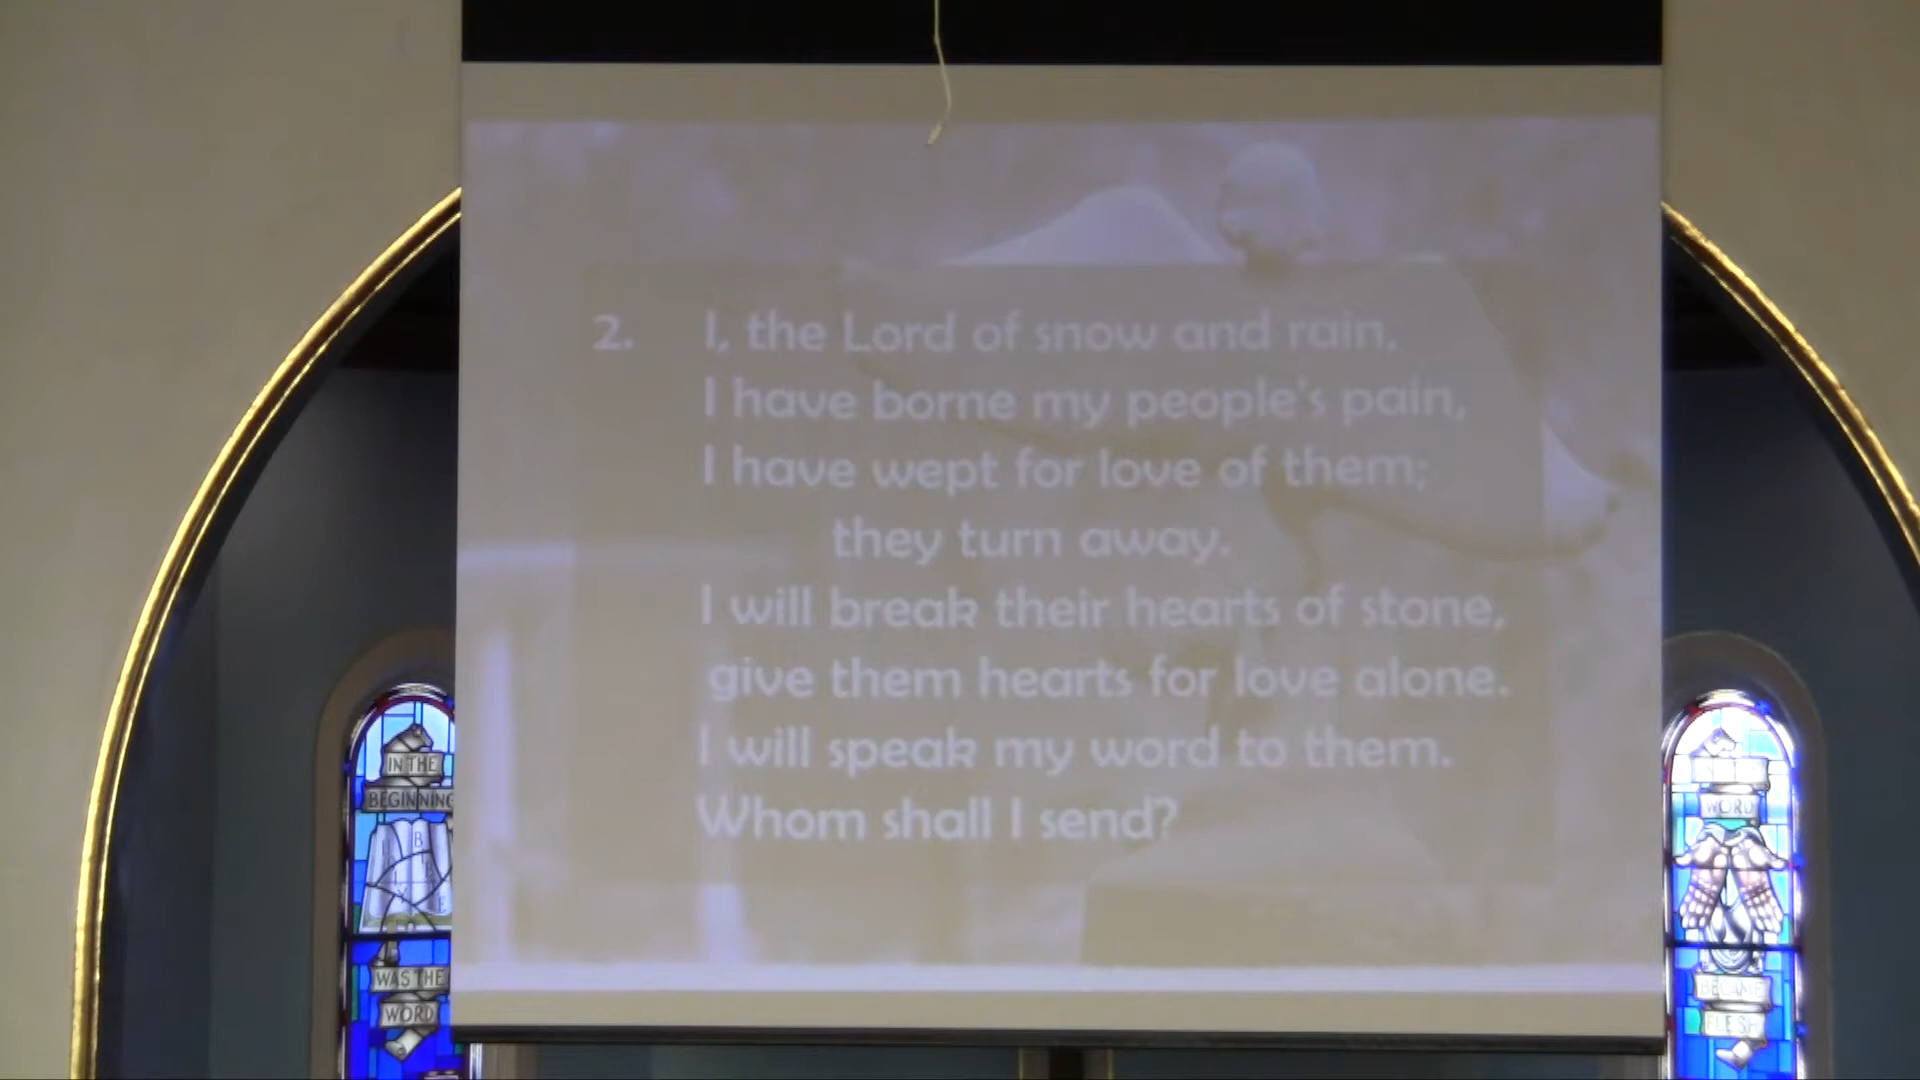 2. I, the Lord of snow and rain,
I have borne my people's pain,
I have wept for love of them;
they turn away.
I will break their hearts of stone,
give them hearts for love alone.
I will speak my word to them.
Whom shall I send?
IN THE
BEGINNING
B
I
B
L
E
WAS THE
WORD
WORD
BECAME
FLESH